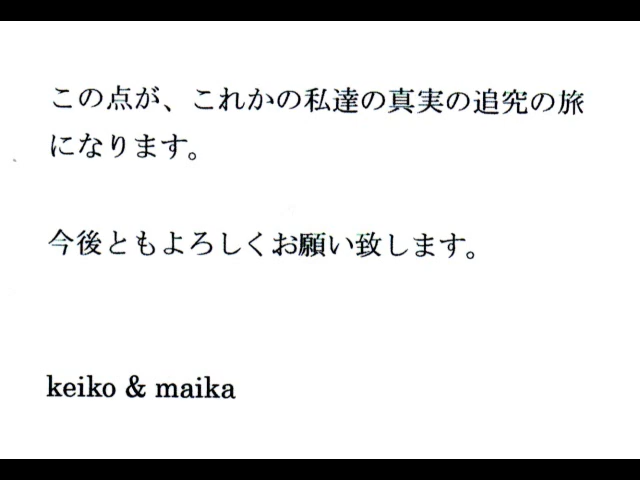 この点が、これかの私達の真実の追究の旅
になります。
今後ともよろしくお願い致します。
keiko & maika